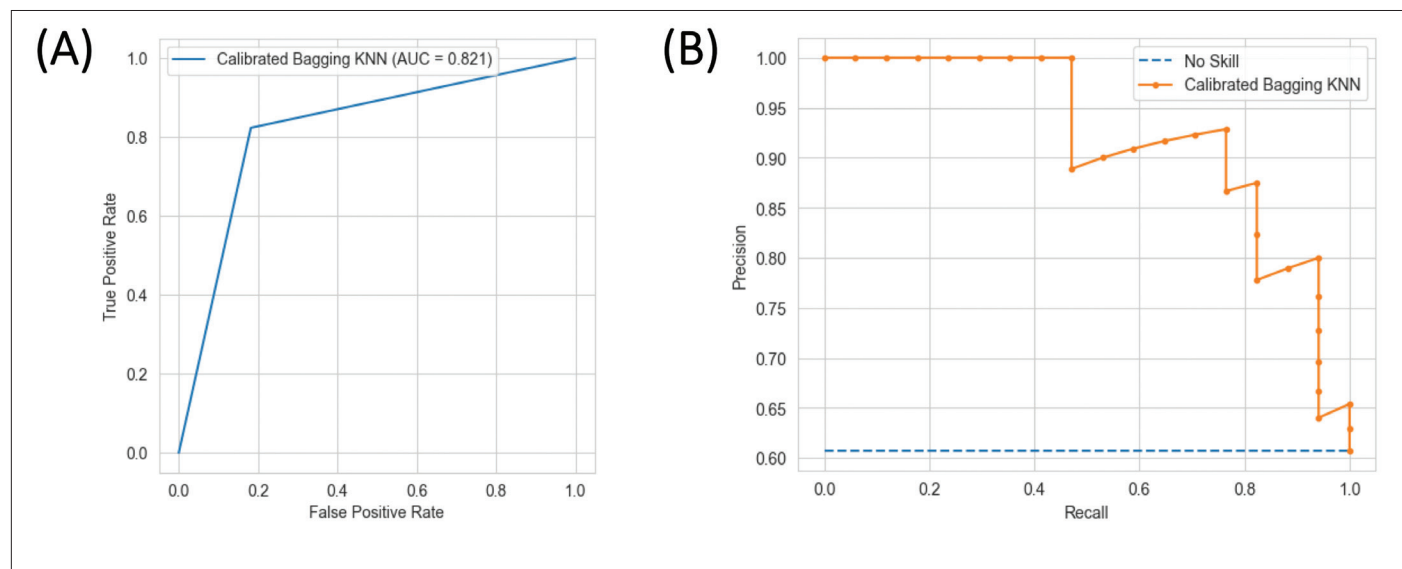 (A)
Calibrated Bagging KNN (AUC = 0.821)
True Positive Rate
1.0
0.8
0.6
0.4
0.2
0.0
0.0 0.2 0.4 0.6 0.8 1.0
False Positive Rate
(B)
No Skill
Calibrated Bagging KNN
Precision
1.00
0.95
0.90
0.85
0.80
0.75
0.70
0.65
0.60
0.0 0.2 0.4 0.6 0.8 1.0
Recall